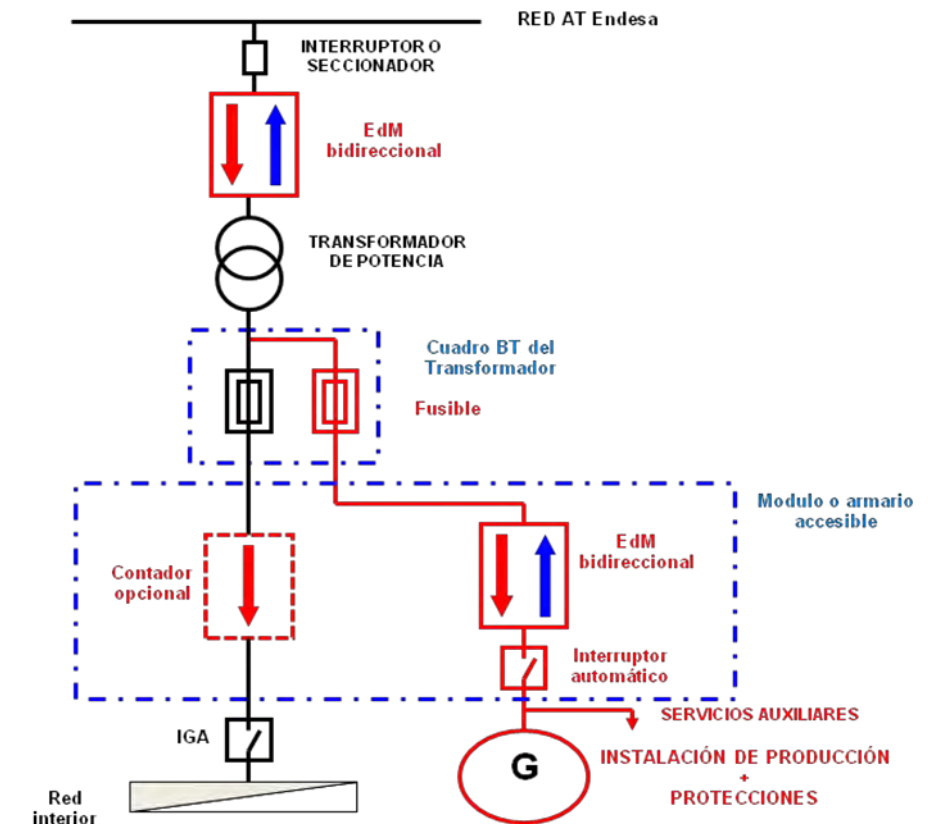 RED AT Endesa
INTERRUPTOR O
SECCIONADOR
EdM
bidireccional
TRANSFORMADOR
DE POTENCIA
Cuadro BT del
Transformador
Fusible
Modulo o armario
accesible
EdM
bidireccional
Contador
opcional
Interruptor
automático
SERVICIOS AUXILIARES
IGA
G
INSTALACIÓN DE PRODUCCIÓN
+
PROTECCIONES
Red
interior